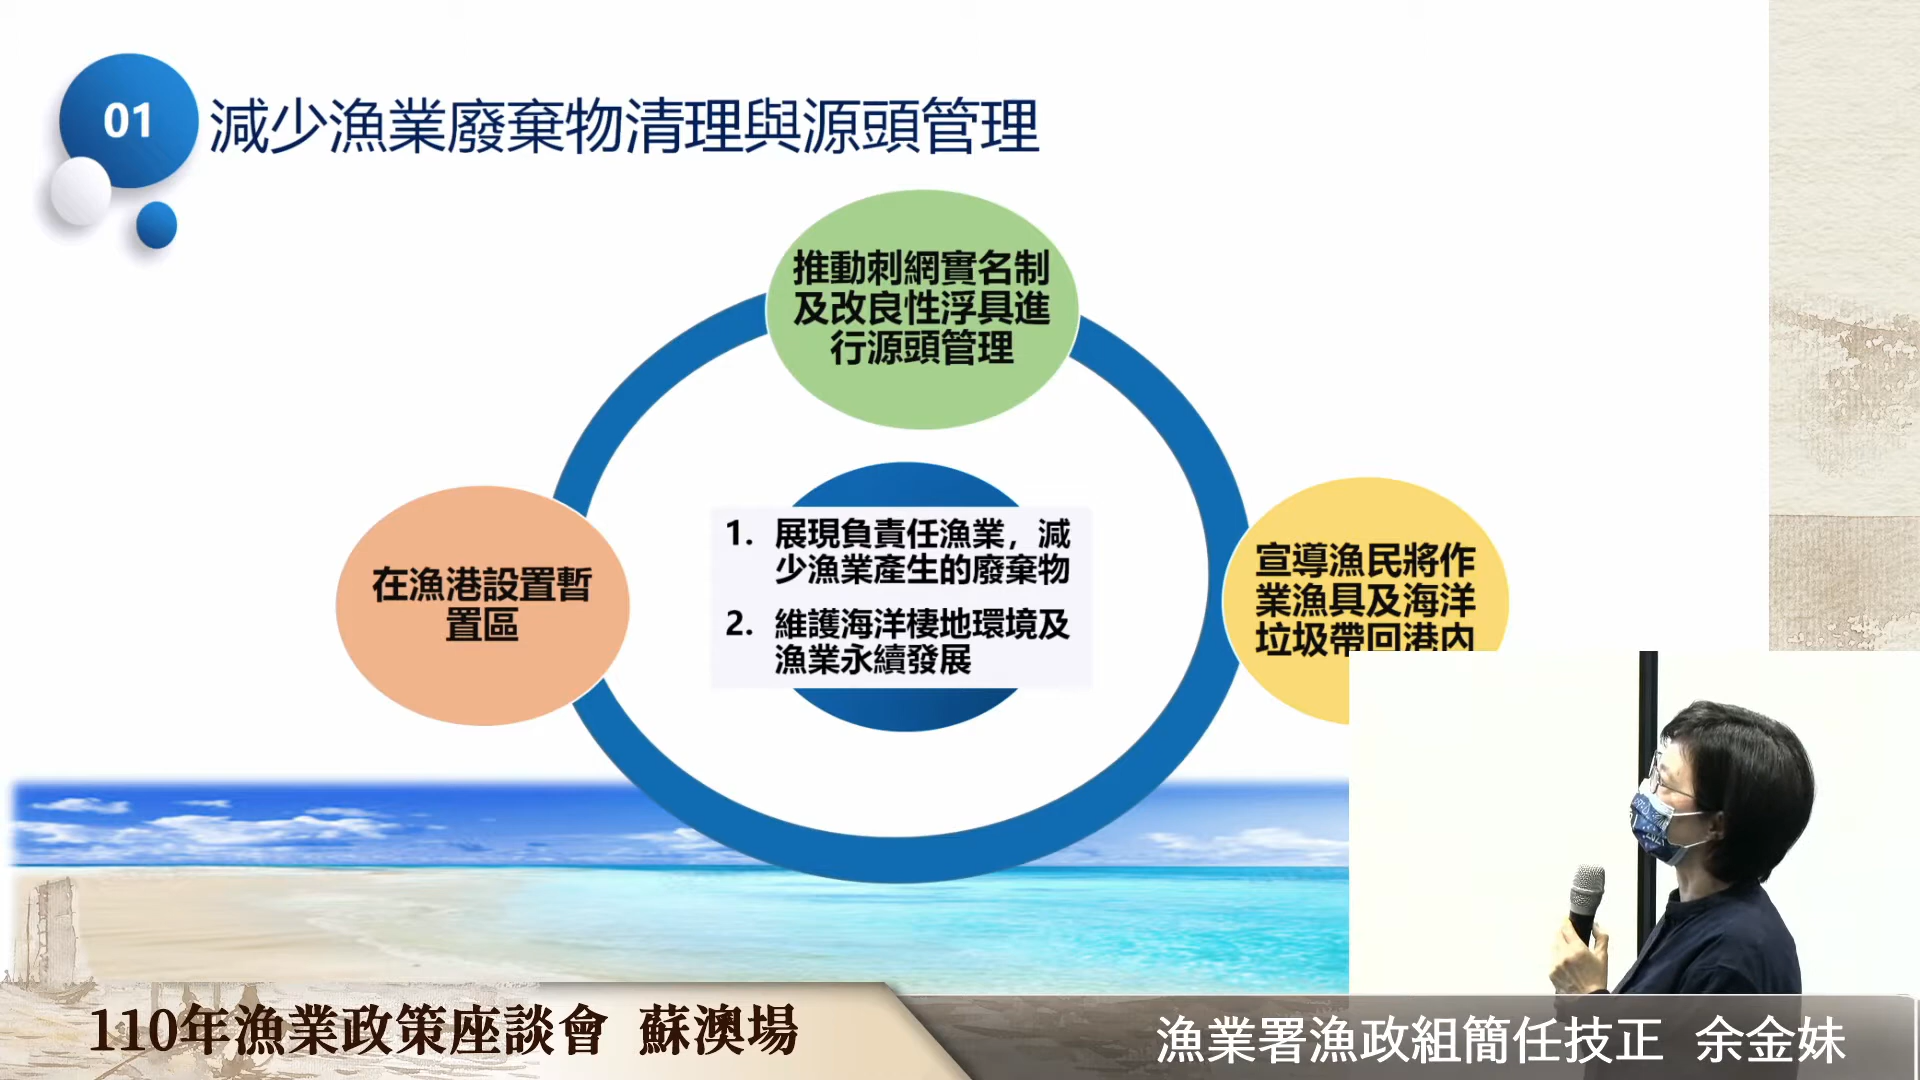 01
減少漁業廢棄物清理與源頭管理
推動刺網實名制
及改良性浮具進
行源頭管理
在漁港設置暫
置區
1. 展現負責任漁業，減
少漁業產生的廢棄物
2. 維護海洋棲地環境及
漁業永續發展
宣導漁民將作
業漁具及海洋
垃圾帶回港內
110年漁業政策座談會 蘇澳場
漁業署漁政組簡任技正 余金妹